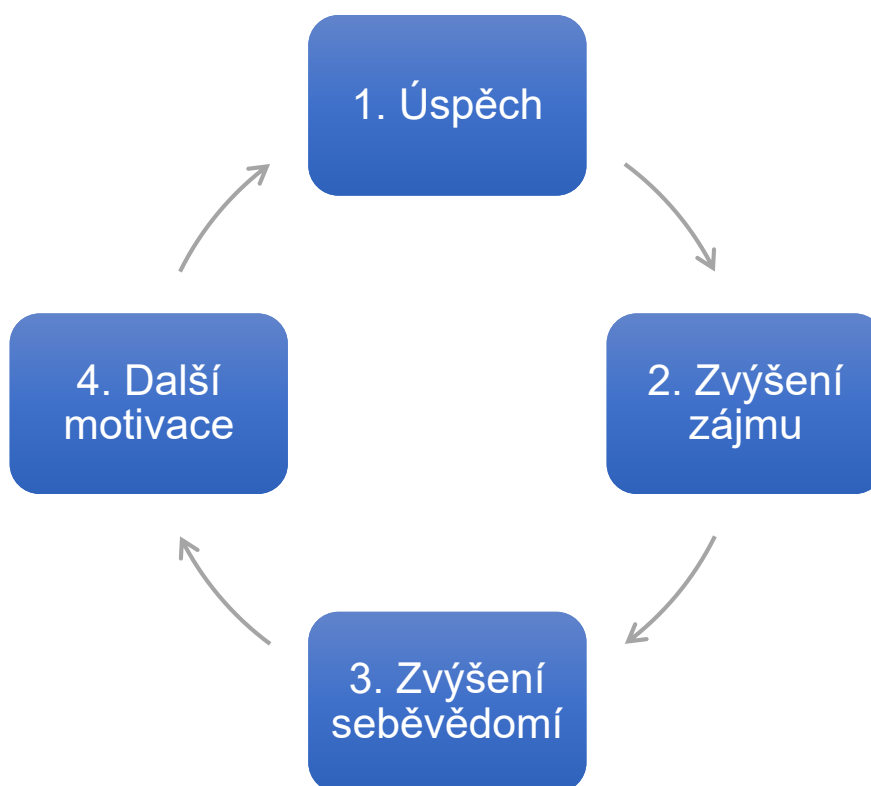 1. Úspěch
2. Zvýšení
zájmu
3. Zvýšení
seběvědomí
4. Další
motivace